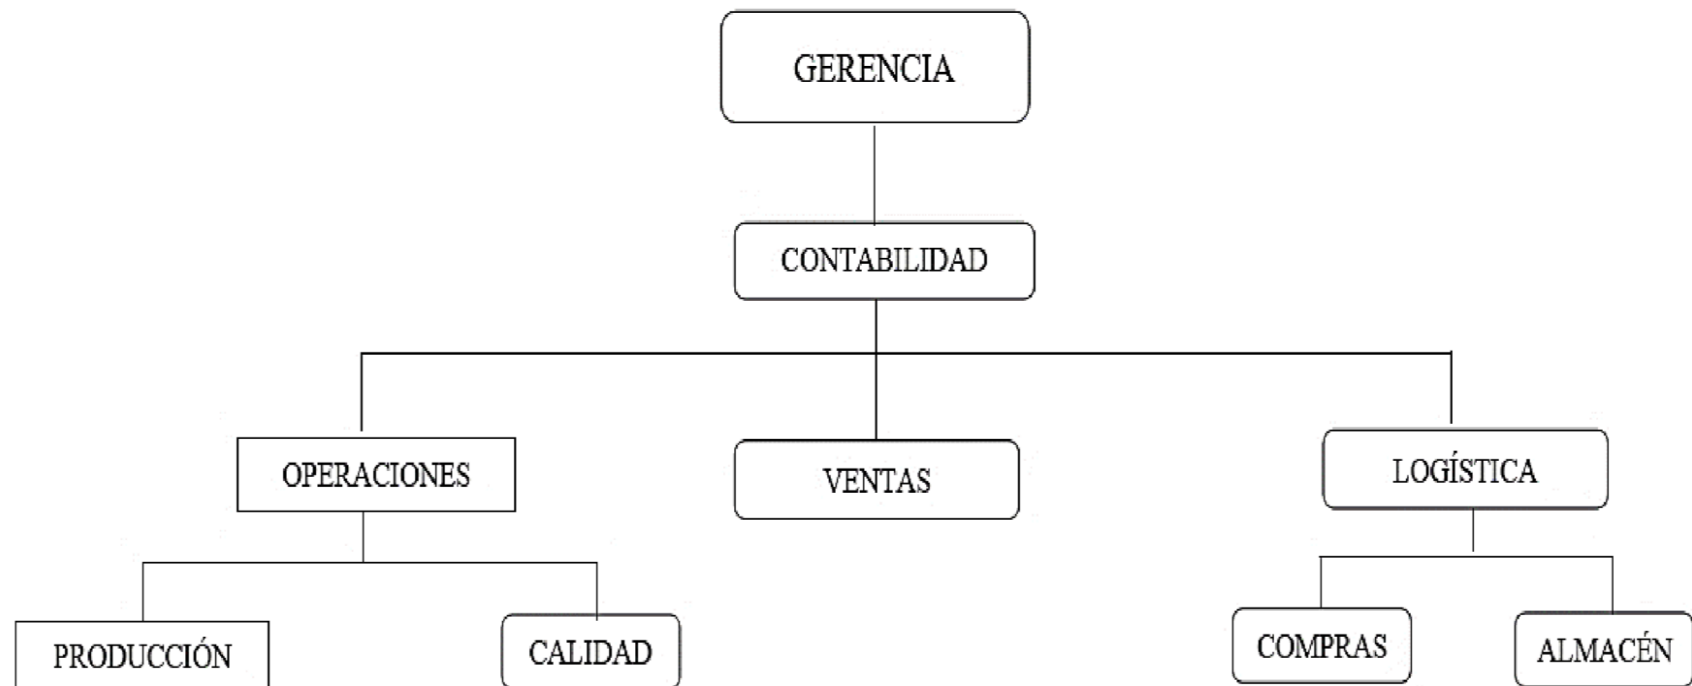 GERENCIA
CONTABILIDAD
OPERACIONES
VENTAS
LOGÍSTICA
PRODUCCIÓN
CALIDAD
COMPRAS
ALMACÉN